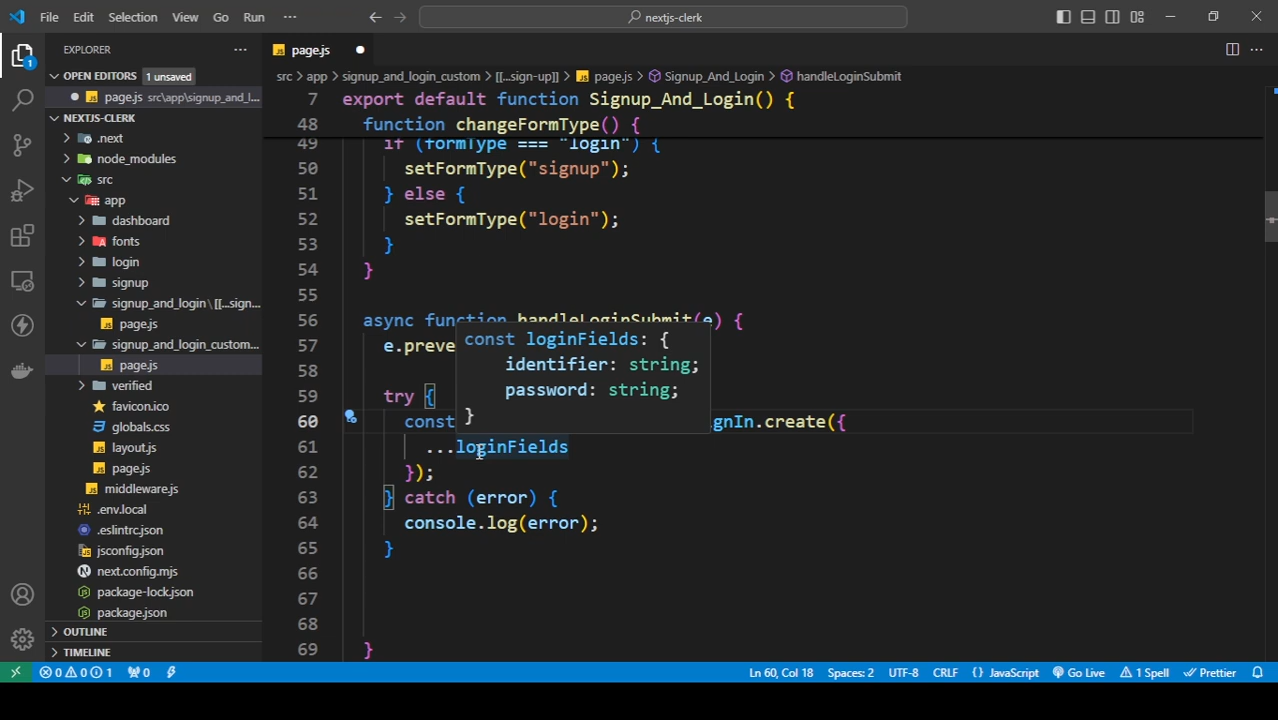 File Edit Selection View Go Run ··· nextjs-clerk
EXPLORER ···
OPEN EDITORS 1 unsaved
page.js src\app\signup_and_l...
NEXTJS-CLERK
.next
node_modules
src
app
dashboard
fonts
login
signup
signup_and_login\[[...sign...
page.js
signup_and_login_custom...
page.js
verified
favicon.ico
globals.css
layout.js
page.js
middleware.js
.env.local
.eslintrc.json
jsconfig.json
next.config.mjs
package-lock.json
package.json
OUTLINE
TIMELINE
page.js
src > app > signup_and_login_custom > [[...sign-up]] > page.js > Signup_And_Login > handleLoginSubmit
7 export default function Signup_And_Login() {
48 function changeFormType() {
49 if (formType === "login") {
50 setFormType("signup");
51 } else {
52 setFormType("login");
53 }
54 }
55
56 async function handleLoginSubmit(e) {
57 e.preve
const loginFields: {
identifier: string;
password: string;
}
58
59 try {
60 const gnIn.create({
61 ...loginFields
62 });
63 } catch (error) {
64 console.log(error);
65 }
66
67
68
69 }
0 0 1 0 Ln 60, Col 18 Spaces: 2 UTF-8 CRLF {} JavaScript Go Live 1 Spell Prettier